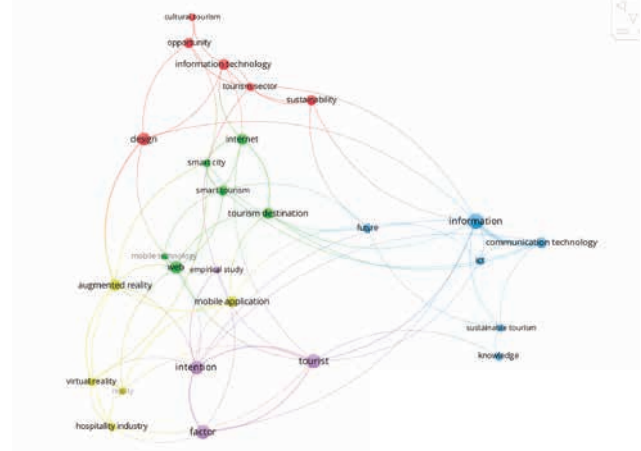 cultural tourism
opportunity
information technology
tourism sector
sustainability
design
internet
smart city
smart tourism
tourism destination
information
future
communication technology
mobile technology
web
empirical study
ict
augmented reality
mobile application
sustainable tourism
knowledge
tourist
intention
virtual reality
hospitality industry
factor